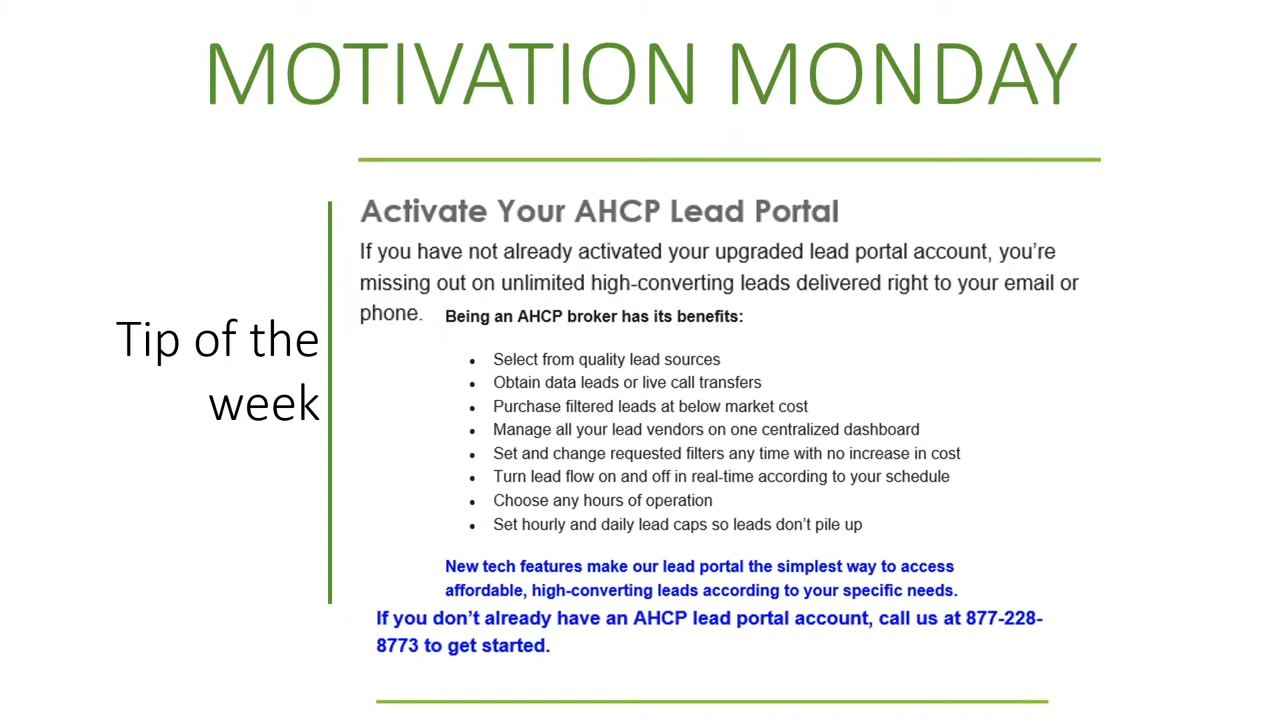 MOTIVATION MONDAY
Tip of the
week
Activate Your AHCP Lead Portal
If you have not already activated your upgraded lead portal account, you’re
missing out on unlimited high-converting leads delivered right to your email or
phone.
Being an AHCP broker has its benefits:
• Select from quality lead sources
• Obtain data leads or live call transfers
• Purchase filtered leads at below market cost
• Manage all your lead vendors on one centralized dashboard
• Set and change requested filters any time with no increase in cost
• Turn lead flow on and off in real-time according to your schedule
• Choose any hours of operation
• Set hourly and daily lead caps so leads don’t pile up
New tech features make our lead portal the simplest way to access
affordable, high-converting leads according to your specific needs.
If you don’t already have an AHCP lead portal account, call us at 877-228-
8773 to get started.